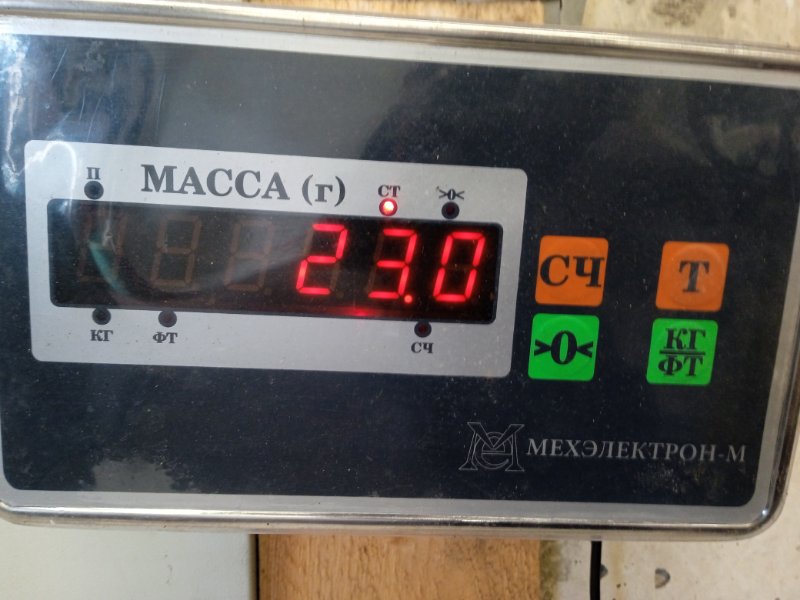 П МАССА (г) СТ >0<
23.0
КГ ФТ СЧ
СЧ Т
>0< КГ
ФТ
МЕХЭЛЕКТРОН-М